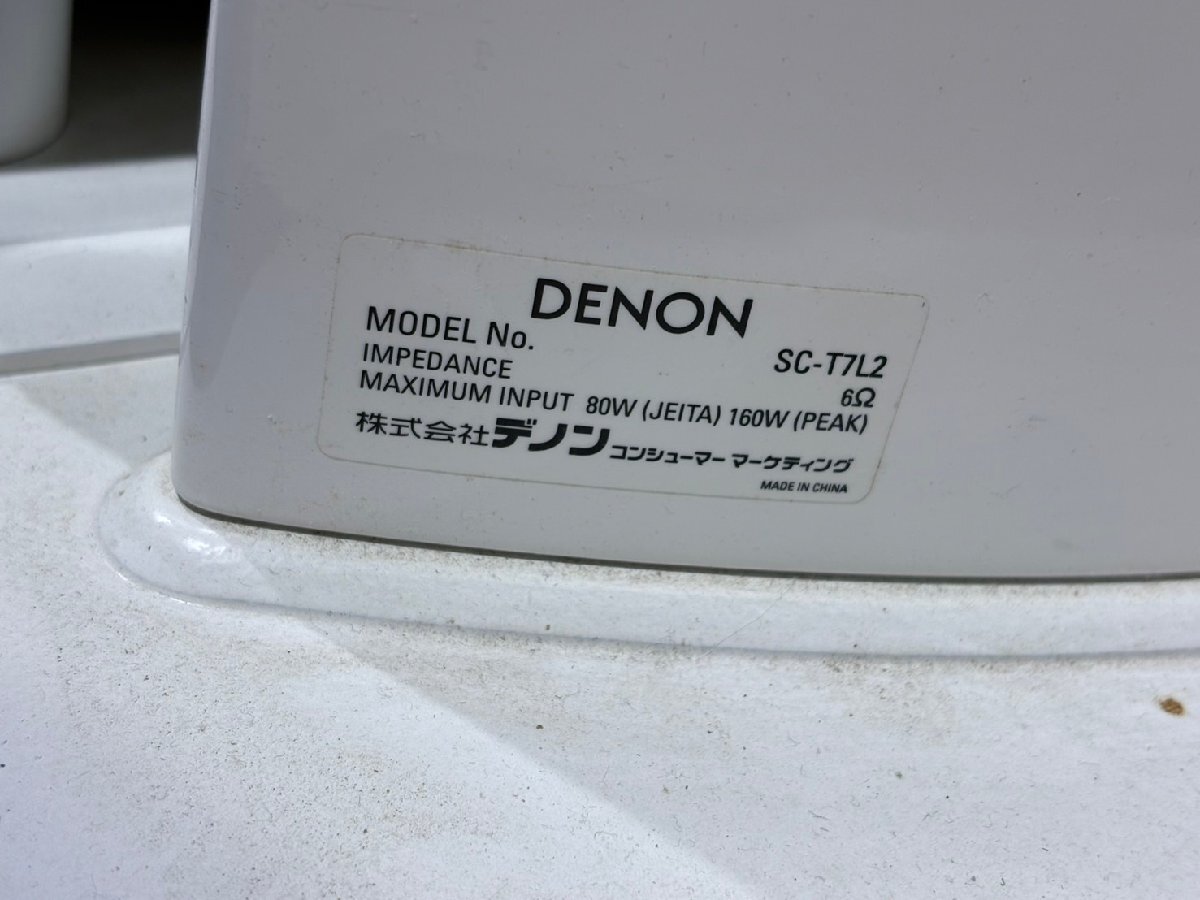 DENON
MODEL No. SC-T7L2
IMPEDANCE 6Ω
MAXIMUM INPUT 80W (JEITA) 160W (PEAK)
株式会社デノン コンシューマー マーケティング
MADE IN CHINA